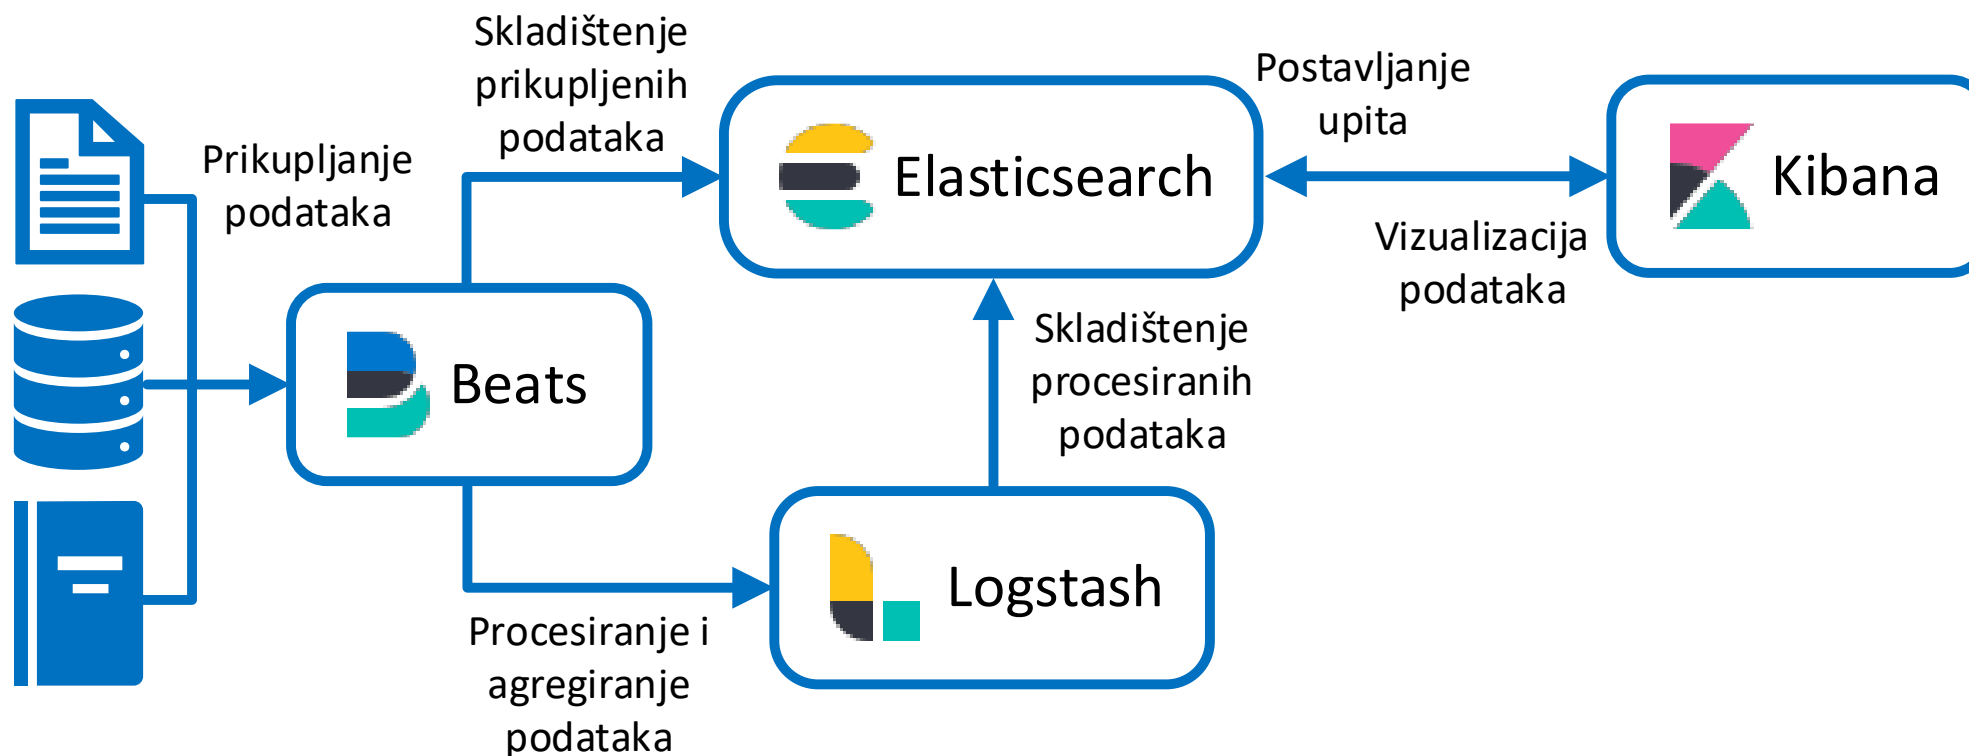 Prikupljanje
podataka
Skladištenje
prikupljenih
podataka
Beats
Procesiranje i
agregiranje
podataka
Elasticsearch
Skladištenje
procesiranih
podataka
Logstash
Postavljanje
upita
Vizualizacija
podataka
Kibana